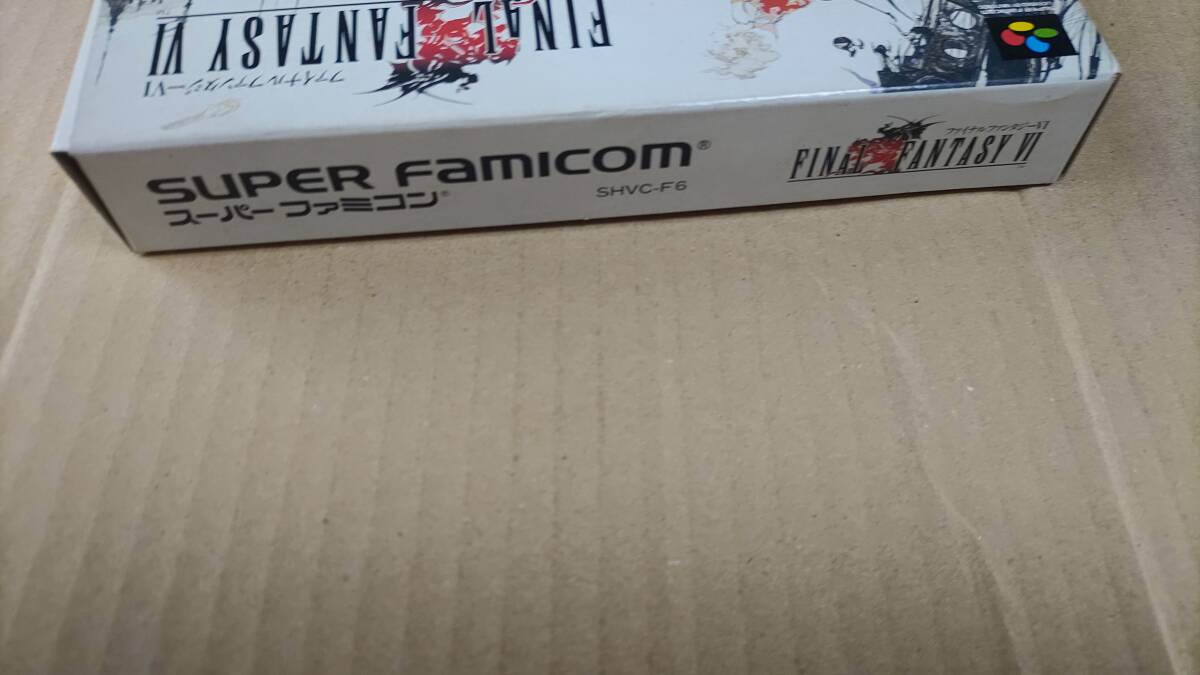 FINAL FANTASY VI
ファイナルファンタジーVI
SUPER FAMICOM®
スーパーファミコン®
SHVC-F6
ファイナルファンタジーVI
FINAL FANTASY VI